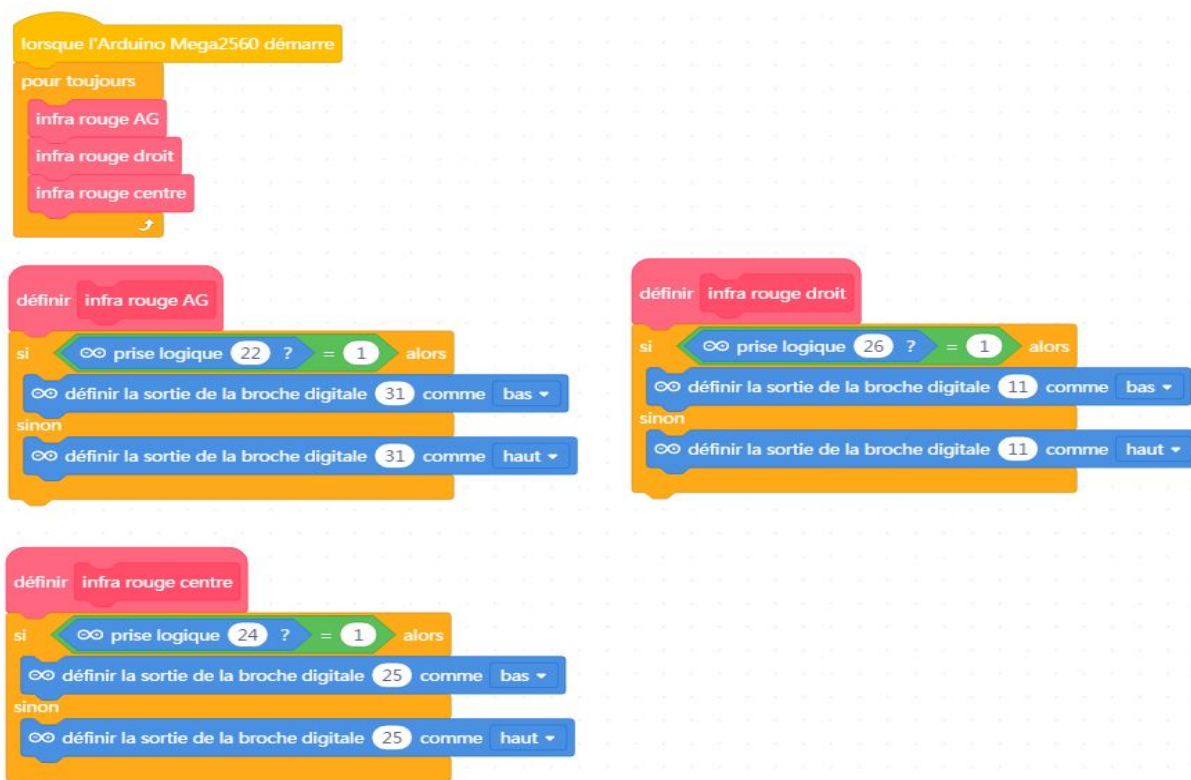 lorsque l'Arduino Mega2560 démarre
pour toujours
infra rouge AG
infra rouge droit
infra rouge centre
définir infra rouge AG
si prise logique 22 ? = 1 alors
définir la sortie de la broche digitale 31 comme bas
sinon
définir la sortie de la broche digitale 31 comme haut
définir infra rouge droit
si prise logique 26 ? = 1 alors
définir la sortie de la broche digitale 11 comme bas
sinon
définir la sortie de la broche digitale 11 comme haut
définir infra rouge centre
si prise logique 24 ? = 1 alors
définir la sortie de la broche digitale 25 comme bas
sinon
définir la sortie de la broche digitale 25 comme haut